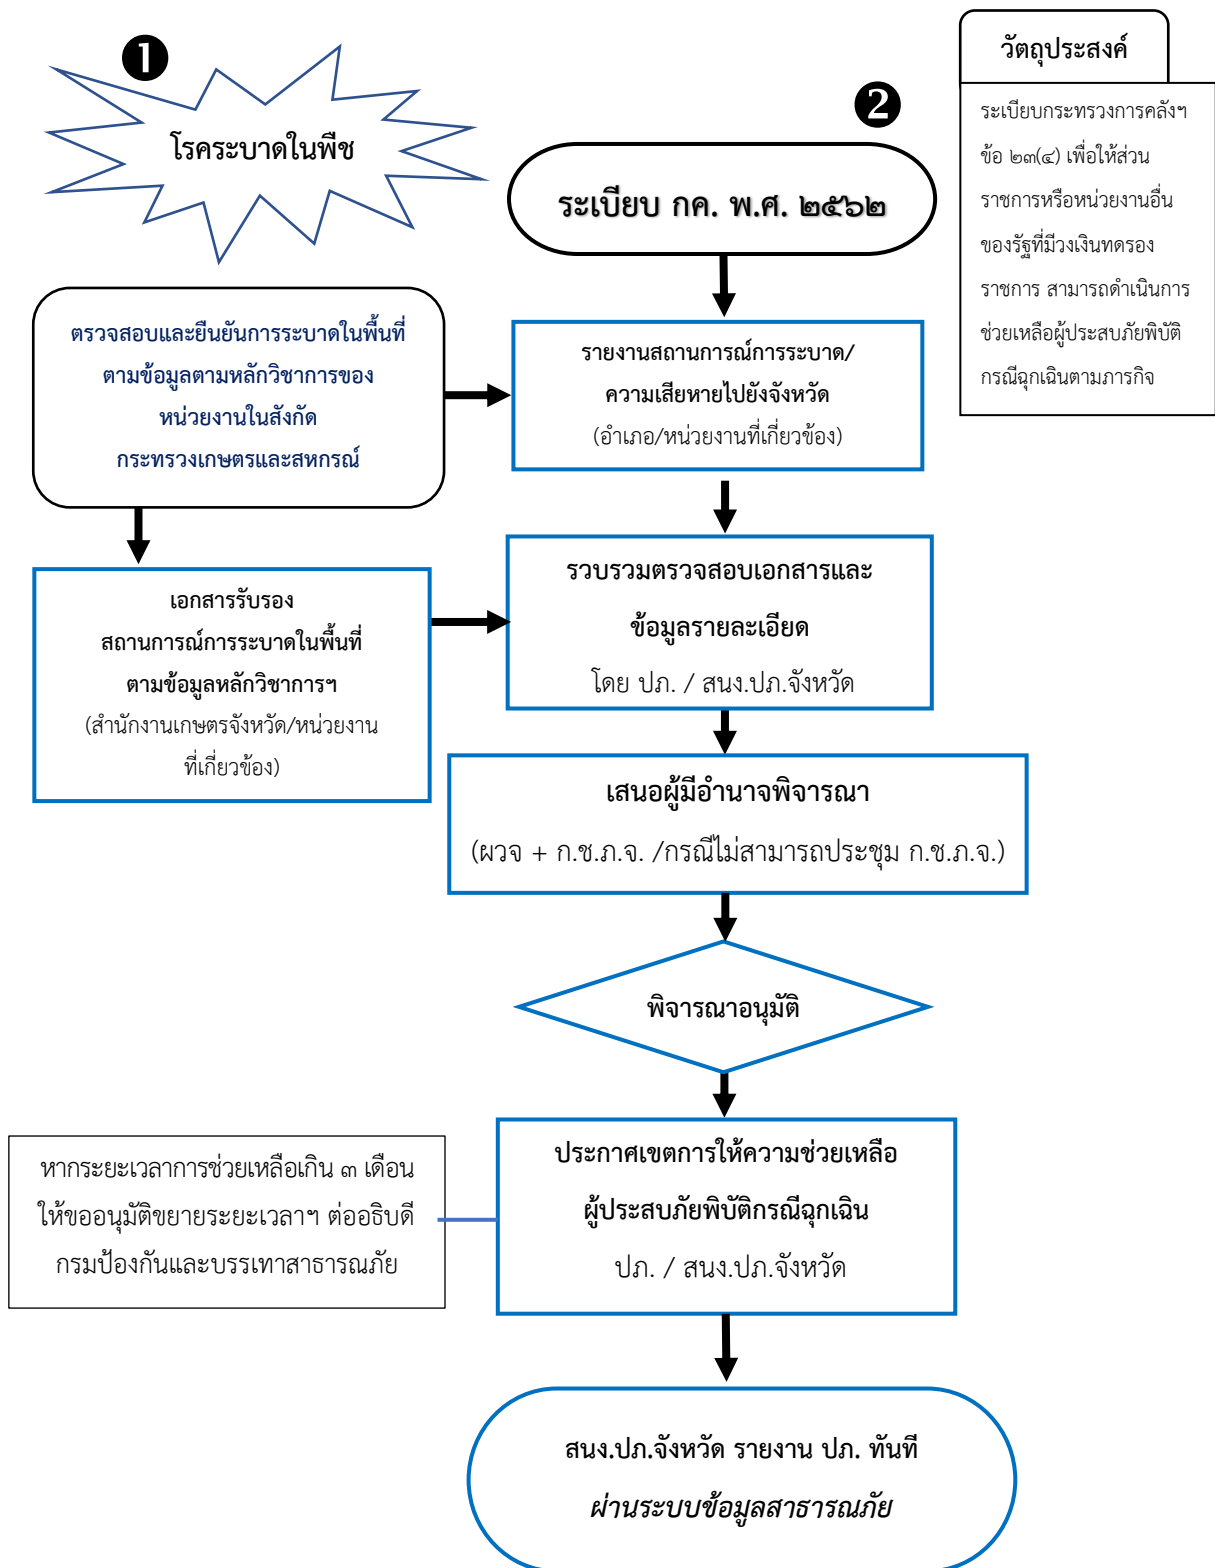 ❶
โรคระบาดในพืช
❷
ระเบียบ กค. พ.ศ. ๒๕๖๒
วัตถุประสงค์
ระเบียบกระทรวงการคลังฯ
ข้อ ๒๓(๔) เพื่อให้ส่วน
ราชการหรือหน่วยงานอื่น
ของรัฐที่มีวงเงินทดรอง
ราชการ สามารถดำเนินการ
ช่วยเหลือผู้ประสบภัยพิบัติ
กรณีฉุกเฉินตามภารกิจ
ตรวจสอบและยืนยันการระบาดในพื้นที่
ตามข้อมูลตามหลักวิชาการของ
หน่วยงานในสังกัด
กระทรวงเกษตรและสหกรณ์
รายงานสถานการณ์การระบาด/
ความเสียหายไปยังจังหวัด
(อำเภอ/หน่วยงานที่เกี่ยวข้อง)
เอกสารรับรอง
สถานการณ์การระบาดในพื้นที่
ตามข้อมูลหลักวิชาการฯ
(สำนักงานเกษตรจังหวัด/หน่วยงาน
ที่เกี่ยวข้อง)
รวบรวมตรวจสอบเอกสารและ
ข้อมูลรายละเอียด
โดย ปภ. / สนง.ปภ.จังหวัด
เสนอผู้มีอำนาจพิจารณา
(ผวจ + ก.ช.ภ.จ. /กรณีไม่สามารถประชุม ก.ช.ภ.จ.)
พิจารณาอนุมัติ
ประกาศเขตการให้ความช่วยเหลือ
ผู้ประสบภัยพิบัติกรณีฉุกเฉิน
ปภ. / สนง.ปภ.จังหวัด
หากระยะเวลาการช่วยเหลือเกิน ๓ เดือน
ให้ขออนุมัติขยายระยะเวลาฯ ต่ออธิบดี
กรมป้องกันและบรรเทาสาธารณภัย
สนง.ปภ.จังหวัด รายงาน ปภ. ทันที
ผ่านระบบข้อมูลสาธารณภัย